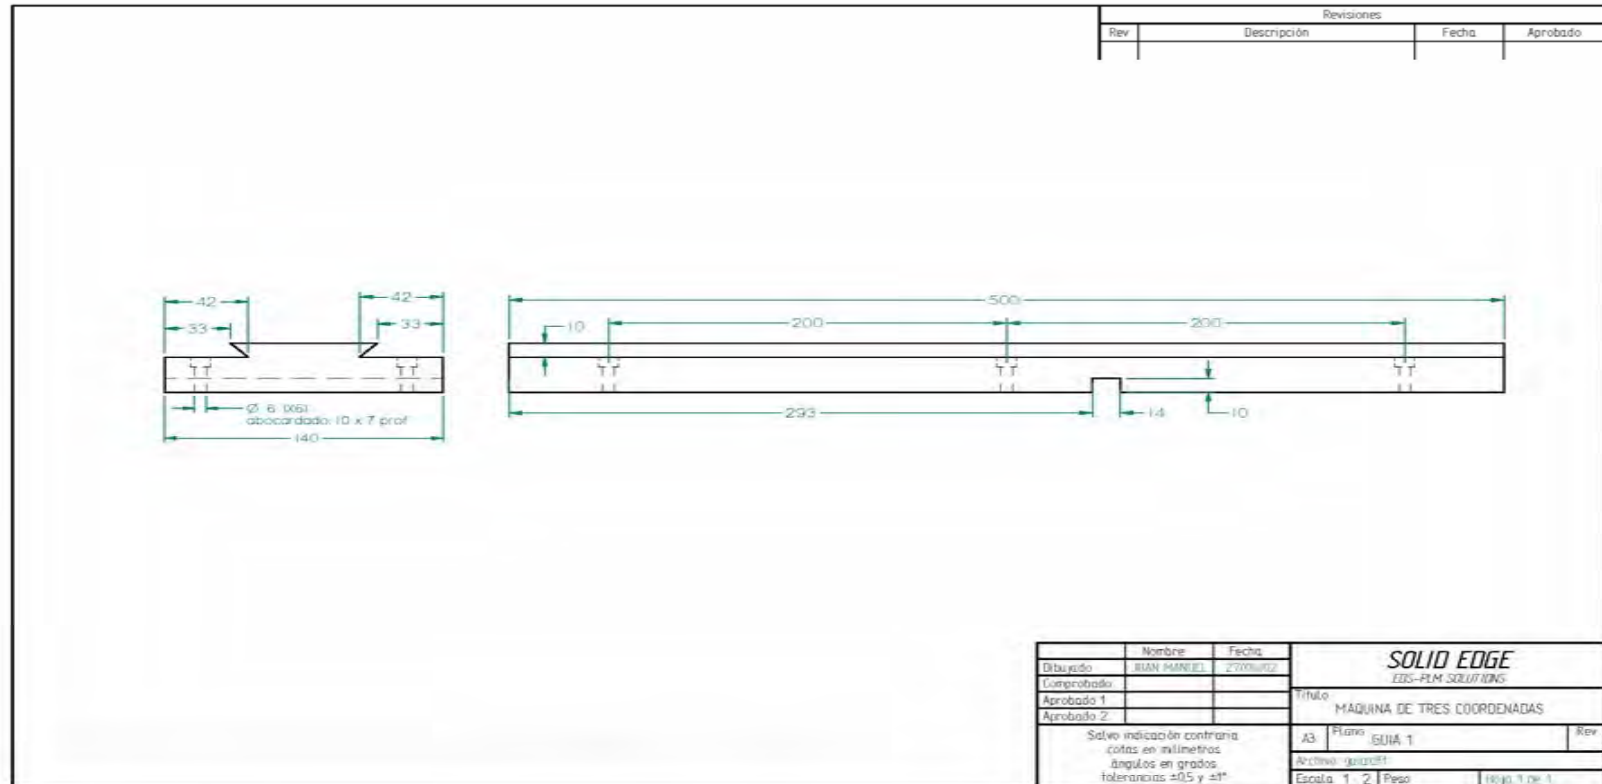 Revisiones
Rev Descripción Fecha Aprobado
42 42 500
33 33 10 200 200
Ø 6 (X6)
abocardado: 10 x 7 prof
140
293 14 10
Nombre Fecha
Dibujado JUAN MANUEL
Comprobado
Aprobado 1
Aprobado 2
Salvo indicación contraria
cotas en milímetros
ángulos en grados
tolerancias ±0,5 y ±1°
SOLID EDGE
EDS-PLM SOLUTIONS
Título
MAQUINA DE TRES COORDENADAS
A3 Plano GUIA 1 Rev
Archivo
Escala 1 2 Peso Hoja 1 de 1